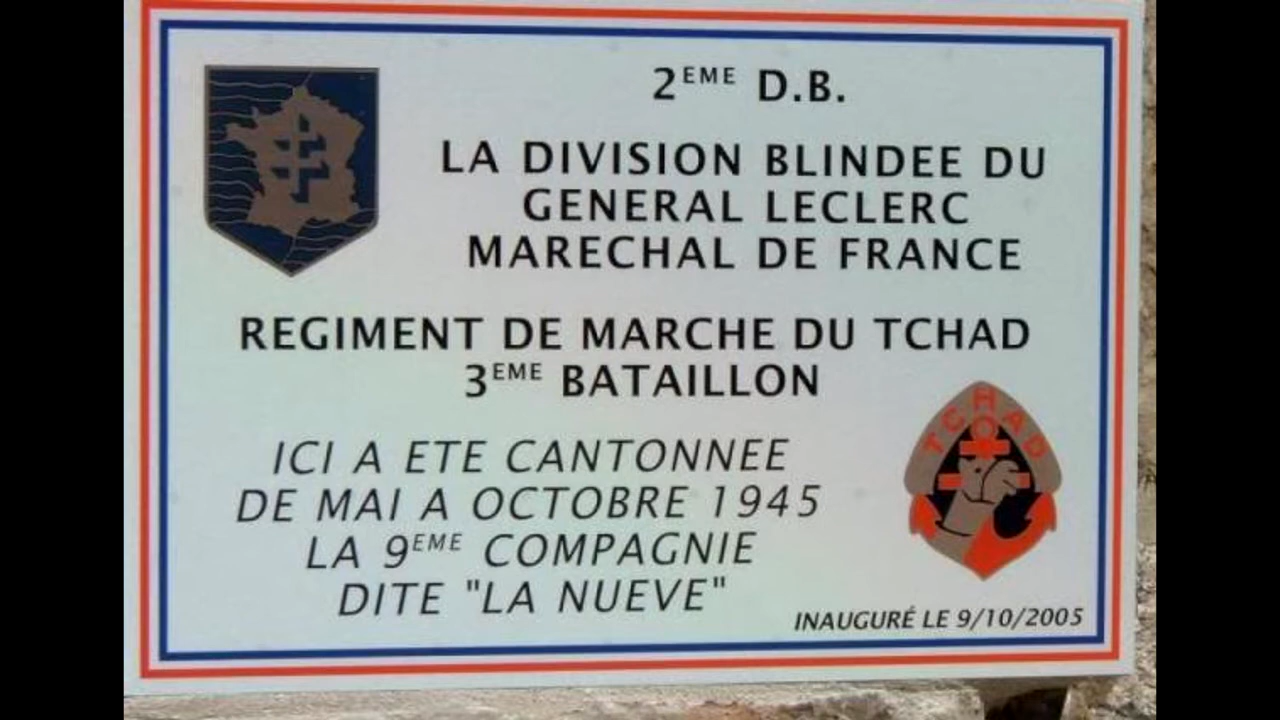 2EME D.B.
LA DIVISION BLINDEE DU
GENERAL LECLERC
MARECHAL DE FRANCE
REGIMENT DE MARCHE DU TCHAD
3EME BATAILLON
TCHAD
ICI A ETE CANTONNEE
DE MAI A OCTOBRE 1945
LA 9EME COMPAGNIE
DITE "LA NUEVE"
INAUGURÉ LE 9/10/2005